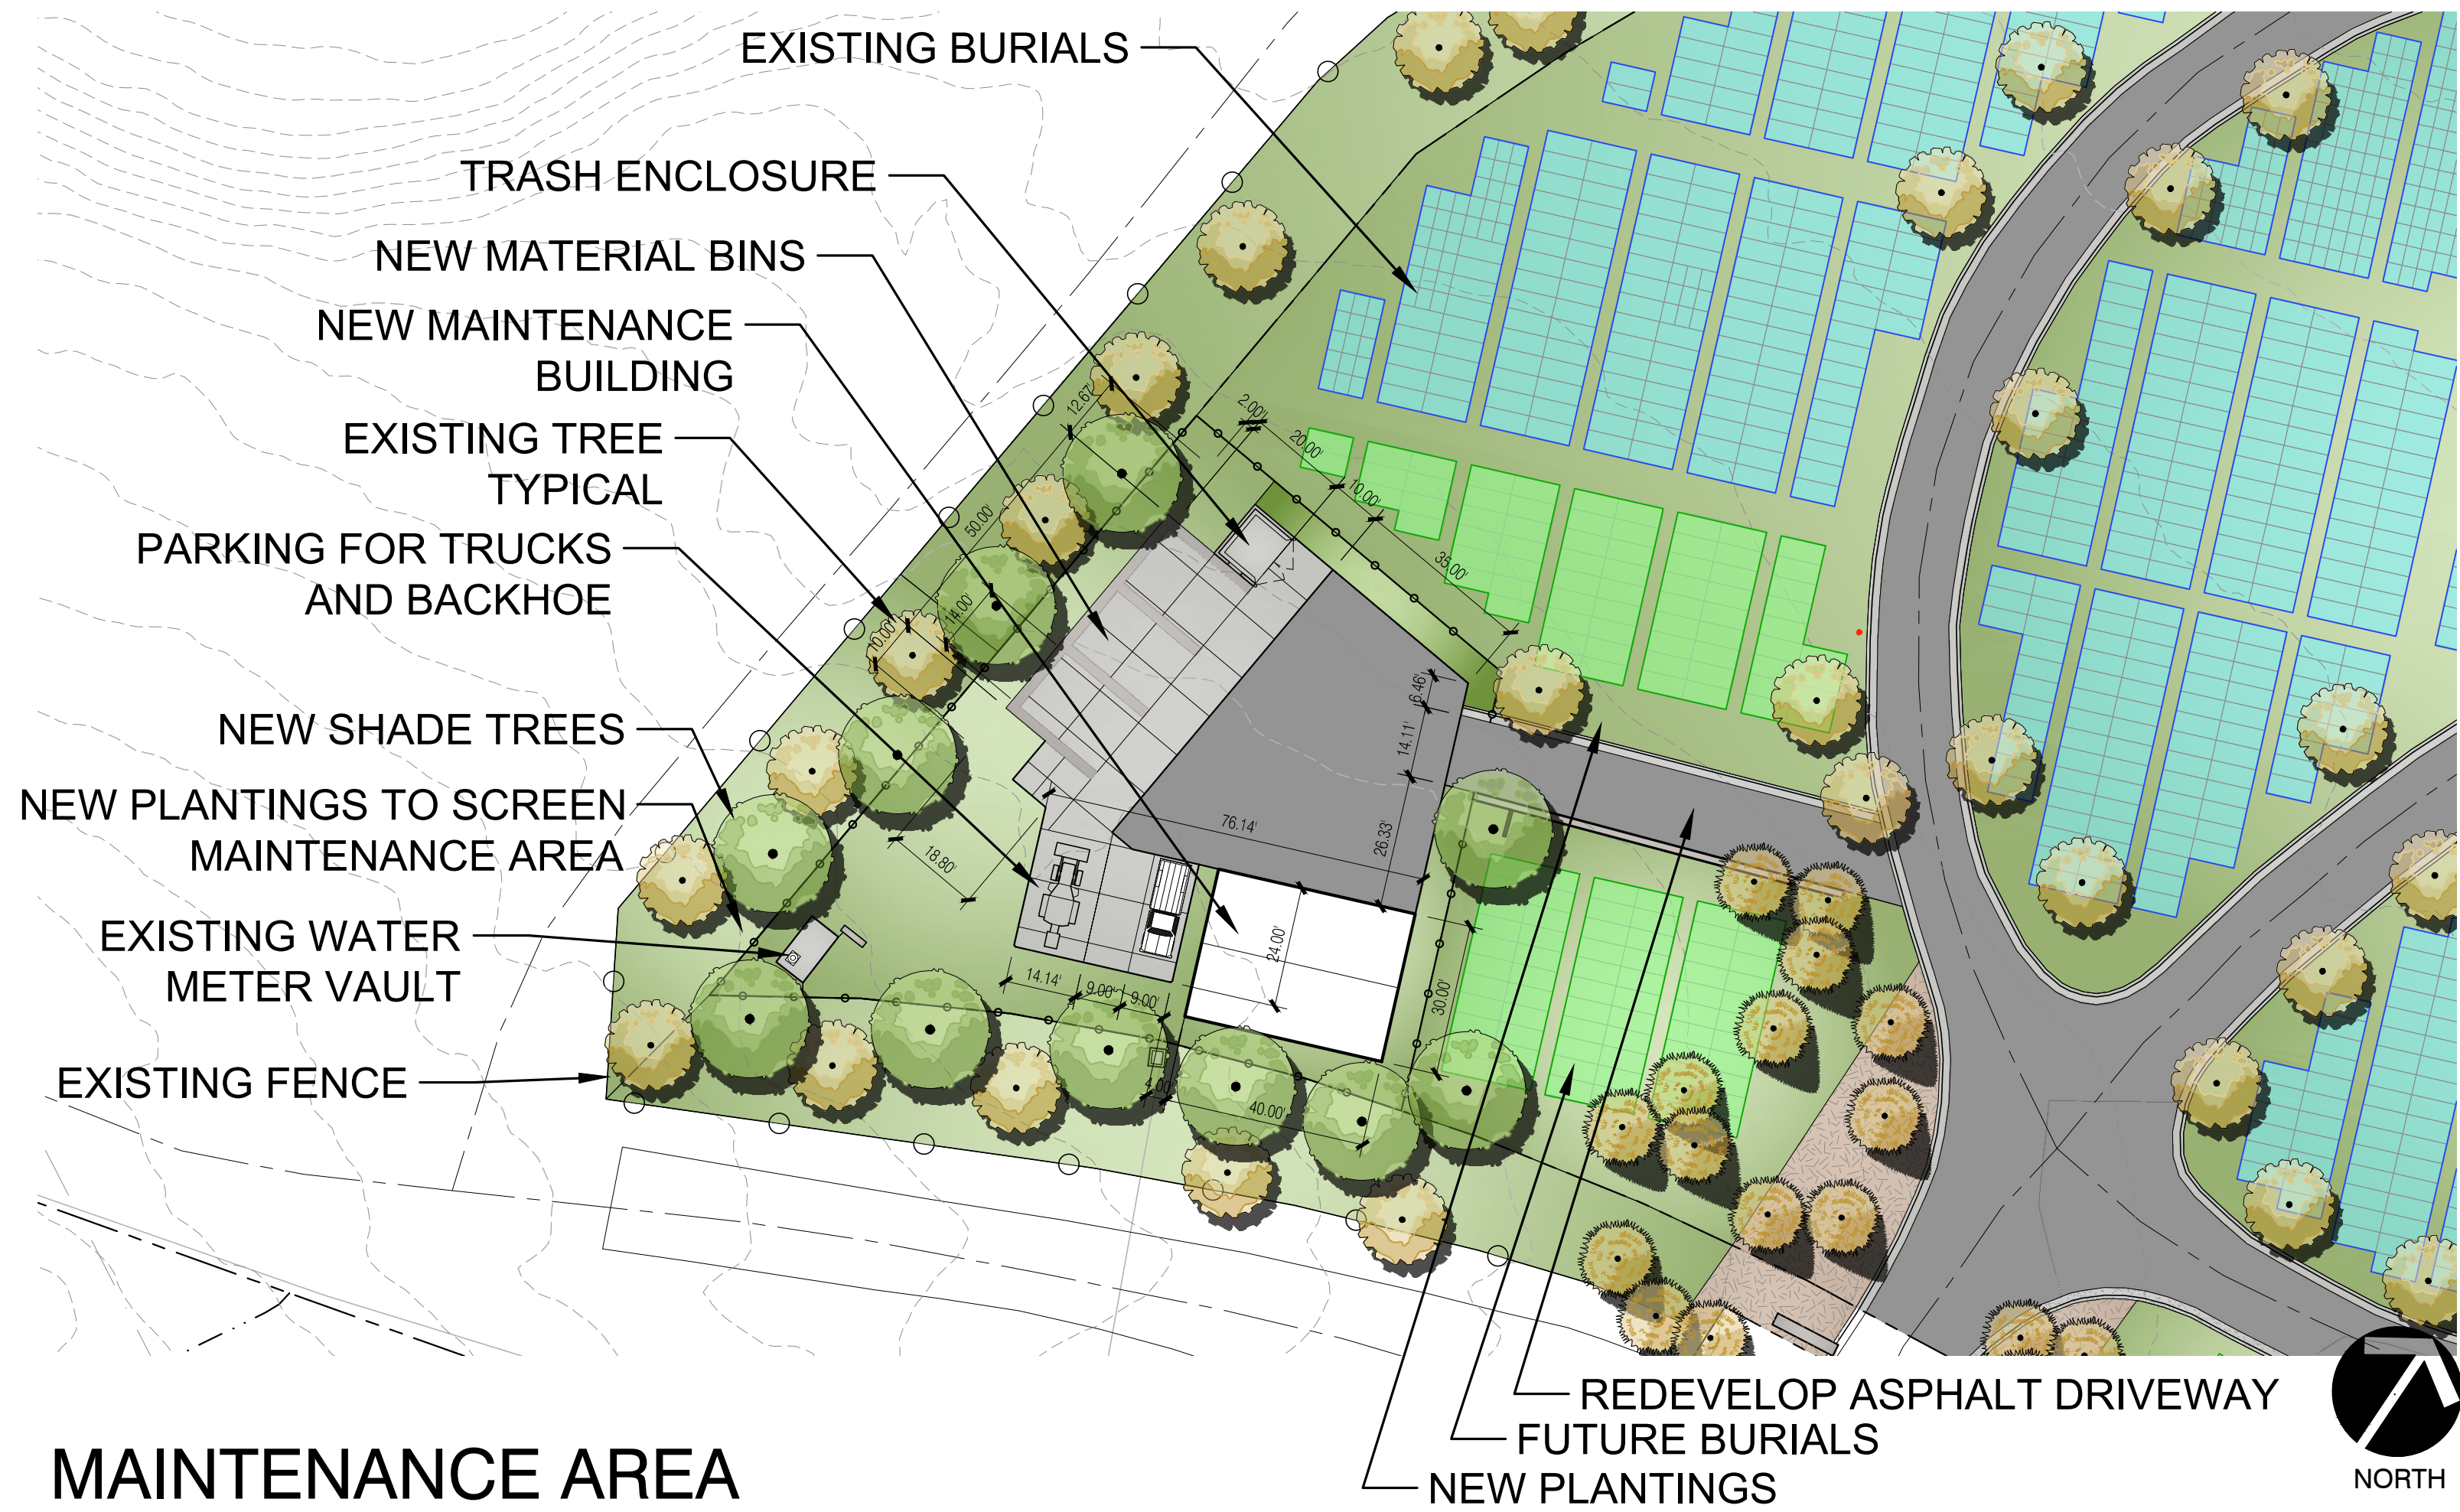 EXISTING BURIALS
TRASH ENCLOSURE
NEW MATERIAL BINS
NEW MAINTENANCE
BUILDING
EXISTING TREE
TYPICAL
PARKING FOR TRUCKS
AND BACKHOE
NEW SHADE TREES
NEW PLANTINGS TO SCREEN
MAINTENANCE AREA
EXISTING WATER
METER VAULT
EXISTING FENCE
12.67'
2.00'
20.00'
10.00'
35.00'
50.00'
14.00'
10.00'
6.46'
14.11'
26.33'
76.14'
18.80'
24.00'
14.14'
9.00'
9.00'
30.00'
4.00'
40.00'
REDEVELOP ASPHALT DRIVEWAY
FUTURE BURIALS
NEW PLANTINGS
MAINTENANCE AREA
NORTH